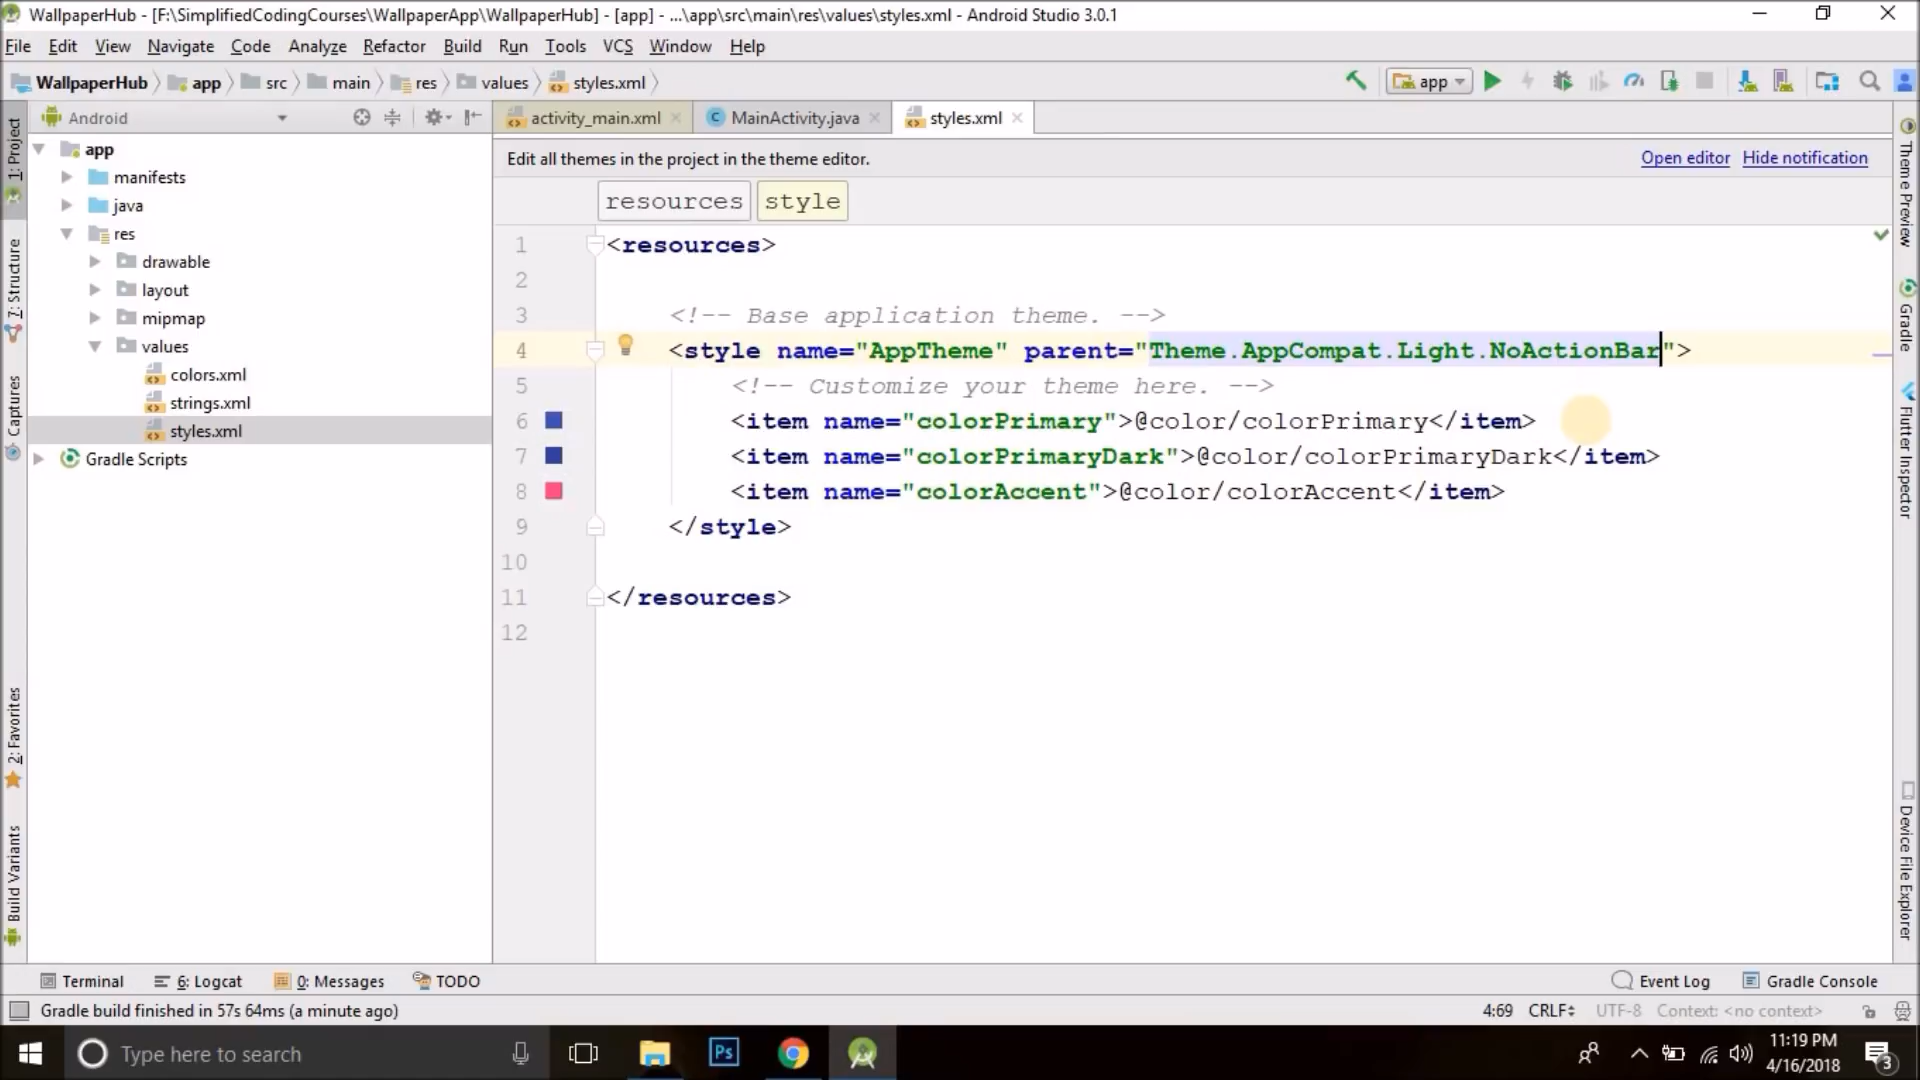 WallpaperHub - [F:\SimplifiedCodingCourses\WallpaperApp\WallpaperHub] - [app] - ...\app\src\main\res\values\styles.xml - Android Studio 3.0.1
File Edit View Navigate Code Analyze Refactor Build Run Tools VCS Window Help
WallpaperHub app src main res values styles.xml app
Android activity_main.xml MainActivity.java styles.xml
1: Project
7: Structure
Captures
2: Favorites
Build Variants
app
manifests
java
res
drawable
layout
mipmap
values
colors.xml
strings.xml
styles.xml
Gradle Scripts
Edit all themes in the project in the theme editor. Open editor Hide notification
resources style
1 <resources>
2
3 <!-- Base application theme. -->
4 <style name="AppTheme" parent="Theme.AppCompat.Light.NoActionBar">
5 <!-- Customize your theme here. -->
6 <item name="colorPrimary">@color/colorPrimary</item>
7 <item name="colorPrimaryDark">@color/colorPrimaryDark</item>
8 <item name="colorAccent">@color/colorAccent</item>
9 </style>
10
11 </resources>
12
Theme Preview
Gradle
Flutter Inspector
Device File Explorer
Terminal 6: Logcat 0: Messages TODO Event Log Gradle Console
Gradle build finished in 57s 64ms (a minute ago) 4:69 CRLF UTF-8 Context: <no context>
Type here to search Ps 11:19 PM
4/16/2018 3